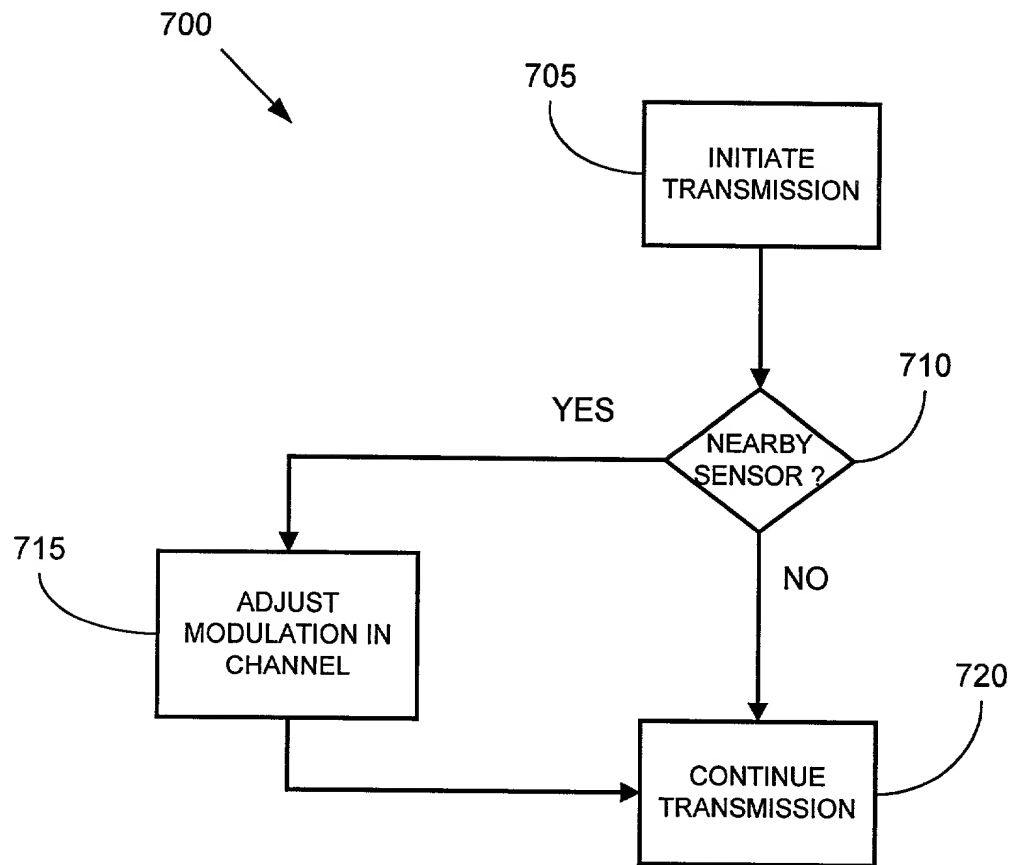 700
705
INITIATE
TRANSMISSION
710
YES
NEARBY
SENSOR ?
715
NO
ADJUST
MODULATION IN
CHANNEL
720
CONTINUE
TRANSMISSION